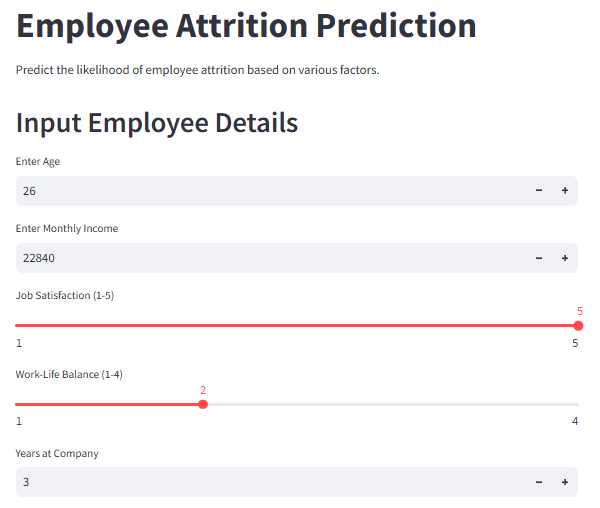 Employee Attrition Prediction
Predict the likelihood of employee attrition based on various factors.
Input Employee Details
Enter Age
26 − +
Enter Monthly Income
22840 − +
Job Satisfaction (1-5)
5
1 5
Work-Life Balance (1-4)
2
1 4
Years at Company
3 − +